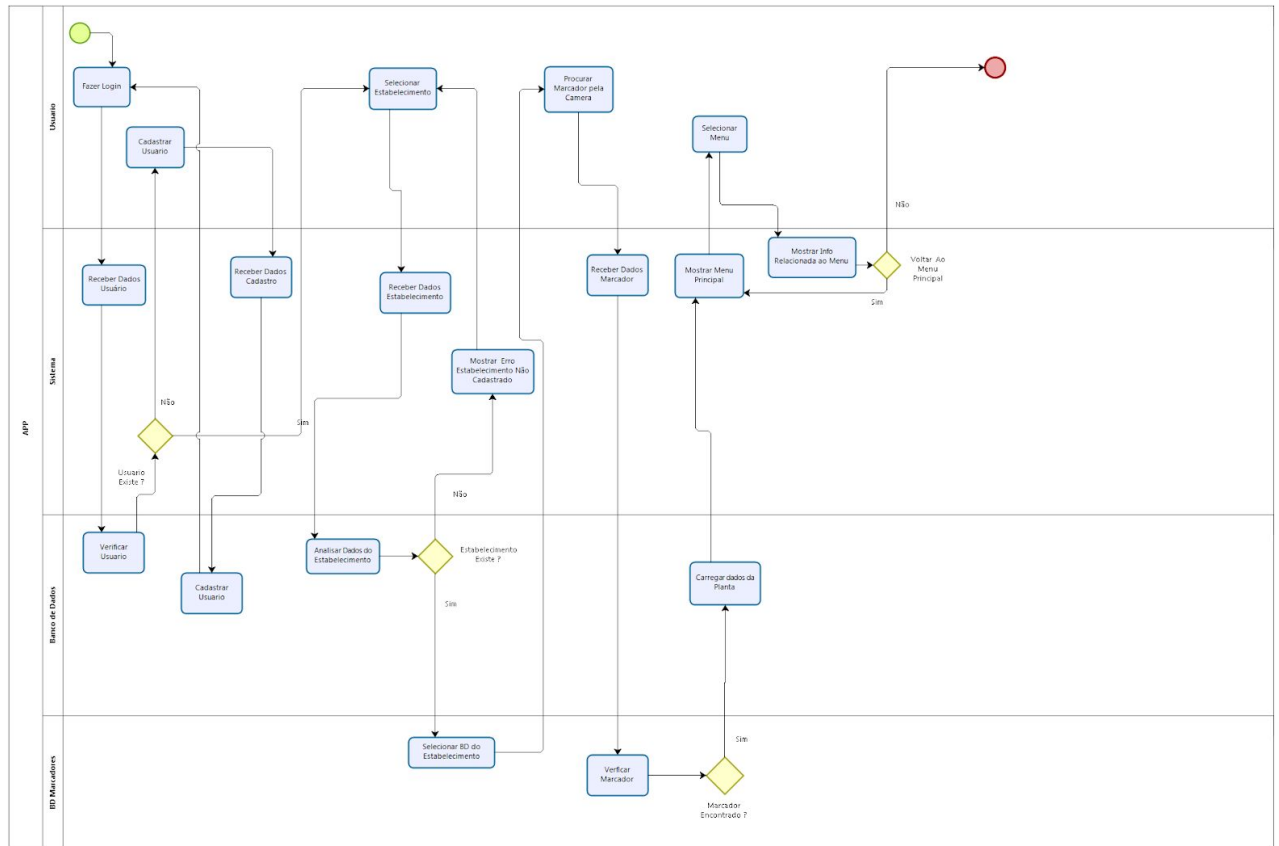 APP
Usuario
Fazer Login
Cadastrar
Usuario
Selecionar
Estabelecimento
Procurar
Marcador pela
Camera
Selecionar
Menu
Não
Sistema
Receber Dados
Usuário
Receber Dados
Cadastro
Receber Dados
Estabelecimento
Mostrar Erro
Estabelecimento Não
Cadastrado
Receber Dados
Marcador
Mostrar Menu
Principal
Mostrar Info
Relacionada ao Menu
Voltar Ao
Menu
Principal
Sim
Não
Sim
Usuario
Existe ?
Não
Banco de Dados
Verificar
Usuario
Cadastrar
Usuario
Analisar Dados do
Estabelecimento
Estabelecimento
Existe ?
Sim
Carregar dados da
Planta
BD Marcadores
Selecionar BD do
Estabelecimento
Verficar
Marcador
Sim
Marcador
Encontrado ?